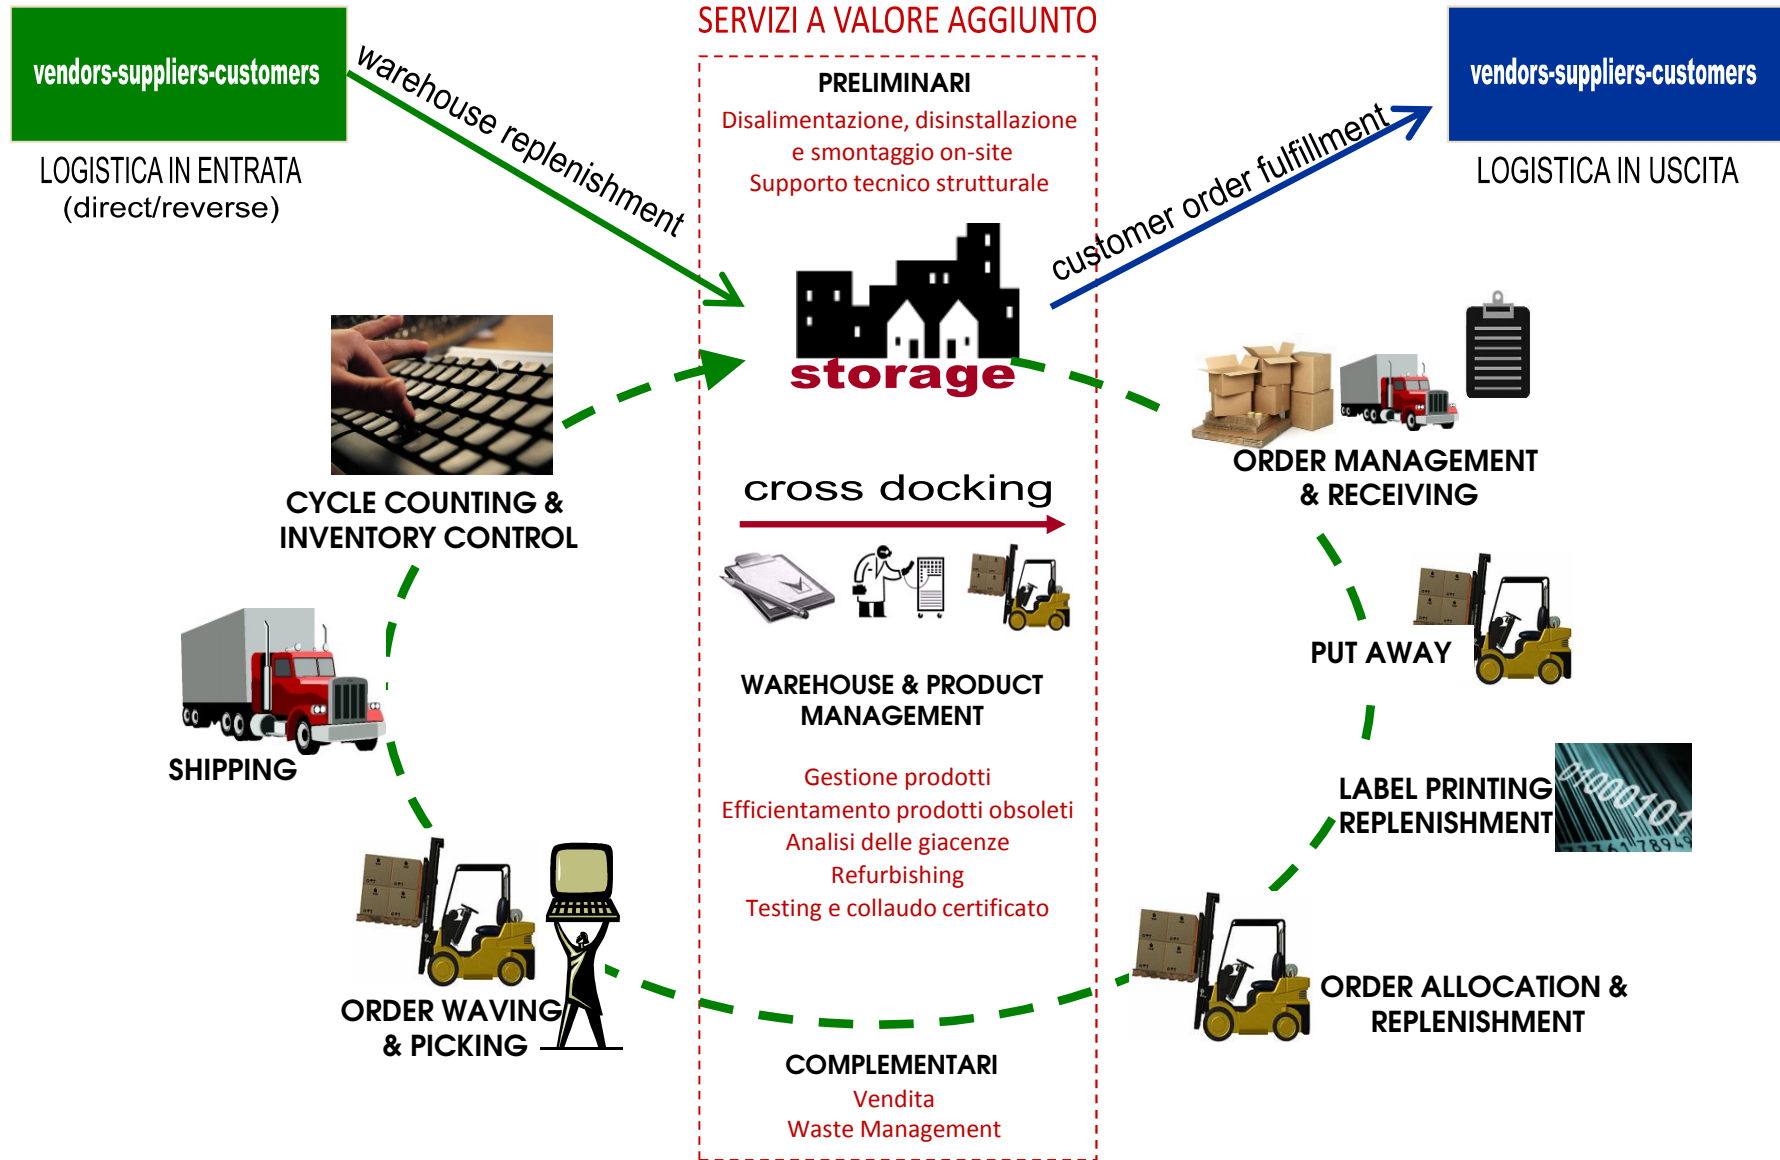 SERVIZI A VALORE AGGIUNTO
vendors-suppliers-customers
LOGISTICA IN ENTRATA
(direct/reverse)
warehouse replenishment
PRELIMINARI
Disalimentazione, disinstallazione
e smontaggio on-site
Supporto tecnico strutturale
customer order fulfillment
vendors-suppliers-customers
LOGISTICA IN USCITA
storage
ORDER MANAGEMENT
& RECEIVING
CYCLE COUNTING &
INVENTORY CONTROL
cross docking
PUT AWAY
WAREHOUSE & PRODUCT
MANAGEMENT
SHIPPING
LABEL PRINTING
REPLENISHMENT
01000101
Gestione prodotti
Efficientamento prodotti obsoleti
Analisi delle giacenze
Refurbishing
Testing e collaudo certificato
ORDER WAVING
& PICKING
ORDER ALLOCATION &
REPLENISHMENT
COMPLEMENTARI
Vendita
Waste Management